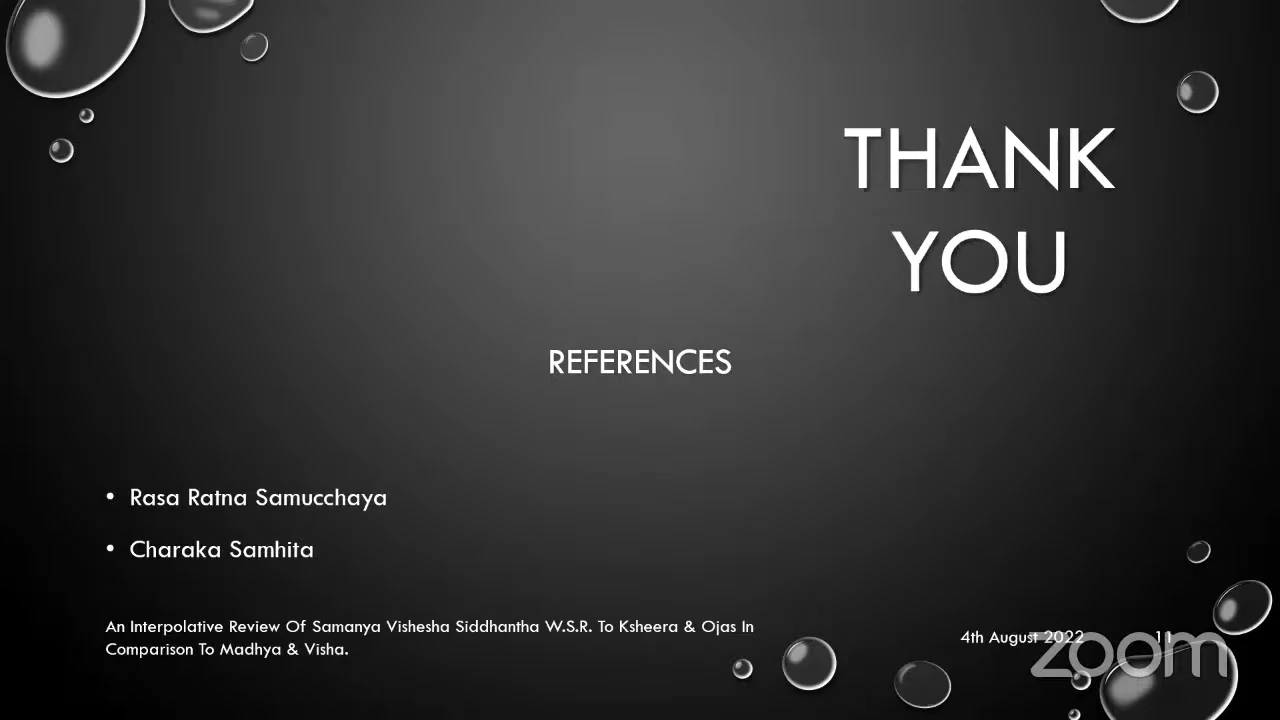 THANK
YOU
REFERENCES
• Rasa Ratna Samucchaya
• Charaka Samhita
An Interpolative Review Of Samanya Vishesha Siddhantha W.S.R. To Ksheera & Ojas In
Comparison To Madhya & Visha.
4th August 2022
11
zoom